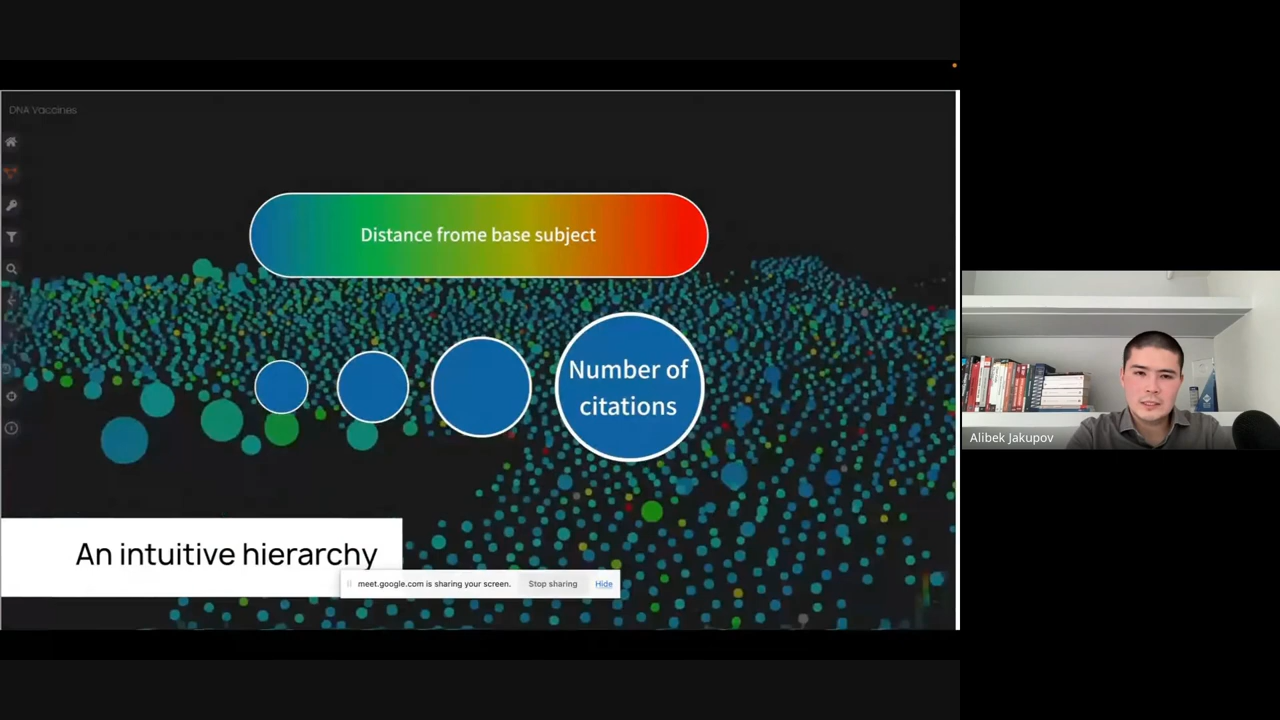 DNA Vaccines
Distance frome base subject
Number of
citations
An intuitive hierarchy
meet.google.com is sharing your screen.
Stop sharing
Hide
Alibek Jakupov